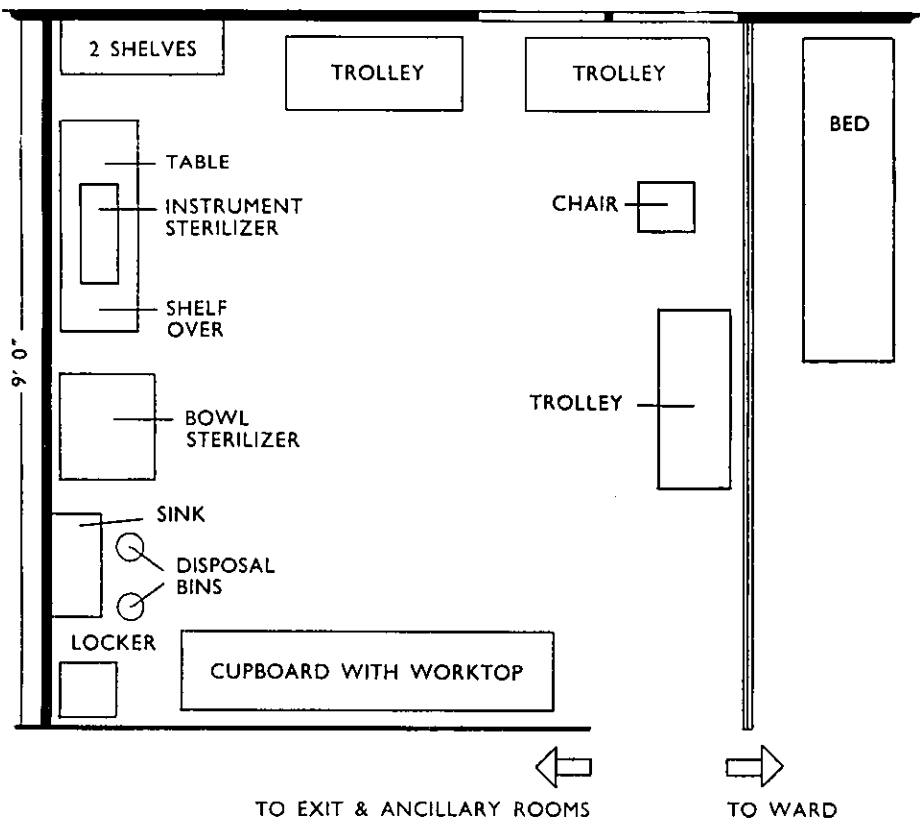 2 SHELVES
TROLLEY
TROLLEY
BED
TABLE
INSTRUMENT
STERILIZER
CHAIR
SHELF
OVER
9' 0"
TROLLEY
BOWL
STERILIZER
SINK
DISPOSAL
BINS
LOCKER
CUPBOARD WITH WORKTOP
TO EXIT & ANCILLARY ROOMS
TO WARD